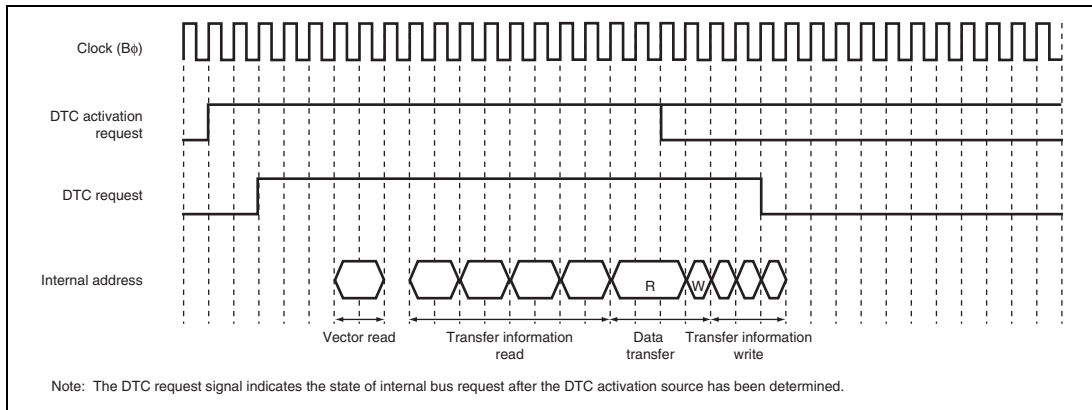 Clock (Bϕ)
DTC activation
request
DTC request
Internal address
R
W
Vector read
Transfer information
read
Data
transfer
Transfer information
write
Note: The DTC request signal indicates the state of internal bus request after the DTC activation source has been determined.